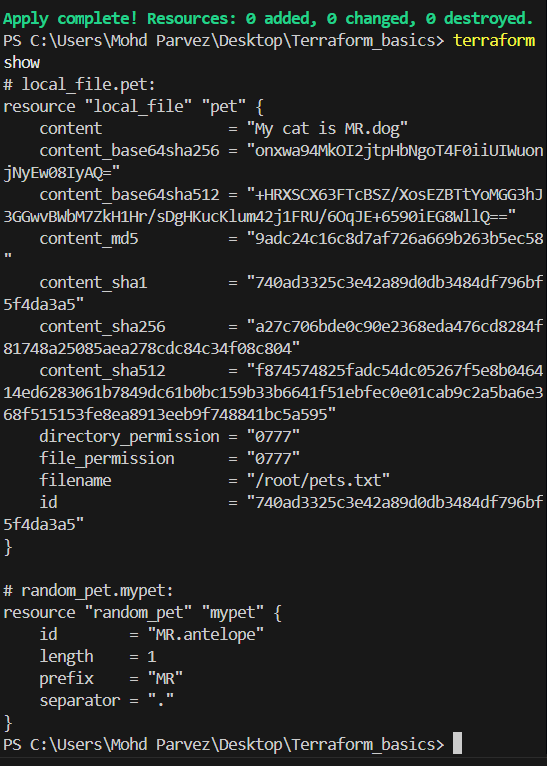 Apply complete! Resources: 0 added, 0 changed, 0 destroyed.
PS C:\Users\Mohd Parvez\Desktop\Terraform_basics> terraform
show
# local_file.pet:
resource "local_file" "pet" {
    content              = "My cat is MR.dog"
    content_base64sha256 = "onxwa94MkOI2jtpHbNgoT4F0iiUIWuon
jNyEw08IyAQ="
    content_base64sha512 = "+HRXSCX63FTcBSZ/XosEZBTtYoMGG3hJ
3GGwvBWbM7ZkH1Hr/sDgHKucKlum42j1FRU/6OqJE+6590iEG8WllQ=="
    content_md5          = "9adc24c16c8d7af726a669b263b5ec58
"
    content_sha1         = "740ad3325c3e42a89d0db3484df796bf
5f4da3a5"
    content_sha256       = "a27c706bde0c90e2368eda476cd8284f
81748a25085aea278cdc84c34f08c804"
    content_sha512       = "f874574825fadc54dc05267f5e8b0464
14ed6283061b7849dc61b0bc159b33b6641f51ebfec0e01cab9c2a5ba6e3
68f515153fe8ea8913eeb9f748841bc5a595"
    directory_permission = "0777"
    file_permission      = "0777"
    filename             = "/root/pets.txt"
    id                   = "740ad3325c3e42a89d0db3484df796bf
5f4da3a5"
}
# random_pet.mypet:
resource "random_pet" "mypet" {
    id        = "MR.antelope"
    length    = 1
    prefix    = "MR"
    separator = "."
}
PS C:\Users\Mohd Parvez\Desktop\Terraform_basics>